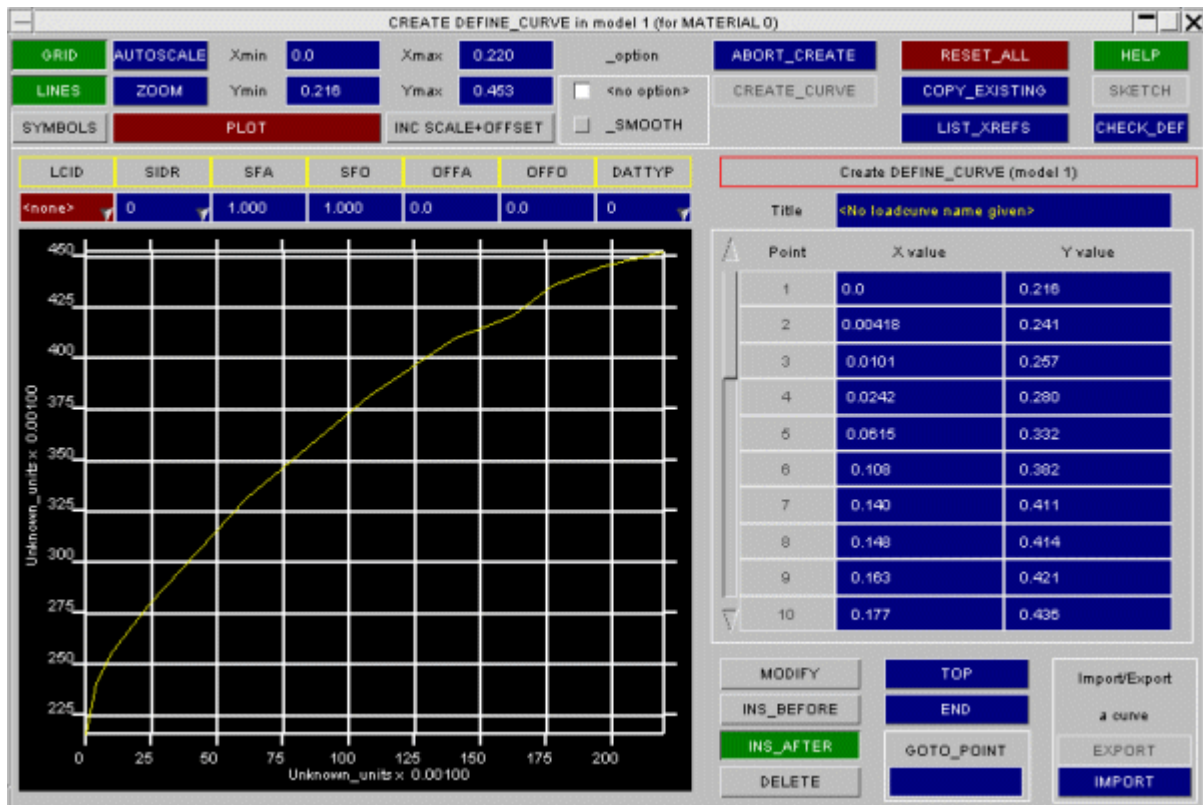 CREATE DEFINE_CURVE in model 1 (for MATERIAL 0)
GRID AUTOSCALE Xmin 0.0 Xmax 0.220 _option ABORT_CREATE RESET_ALL HELP
LINES ZOOM Ymin 0.216 Ymax 0.453 <no option> CREATE_CURVE COPY_EXISTING SKETCH
SYMBOLS PLOT INC SCALE+OFFSET _SMOOTH LIST_XREFS CHECK_DEF
LCID SIDR SFA SFO OFFA OFFO DATTYP
<none> 0 1.000 1.000 0.0 0.0 0
Create DEFINE_CURVE (model 1)
Title <No loadcurve name given>
Point X value Y value
1 0.0 0.216
2 0.00418 0.241
3 0.0101 0.257
4 0.0242 0.280
5 0.0615 0.332
6 0.108 0.382
7 0.140 0.411
8 0.148 0.414
9 0.163 0.421
10 0.177 0.436
450
425
400
375
350
325
300
275
250
225
Unknown_units x 0.00100
0 25 50 75 100 125 150 175 200
Unknown_units x 0.00100
MODIFY TOP Import/Export
INS_BEFORE END a curve
INS_AFTER GOTO_POINT EXPORT
DELETE IMPORT